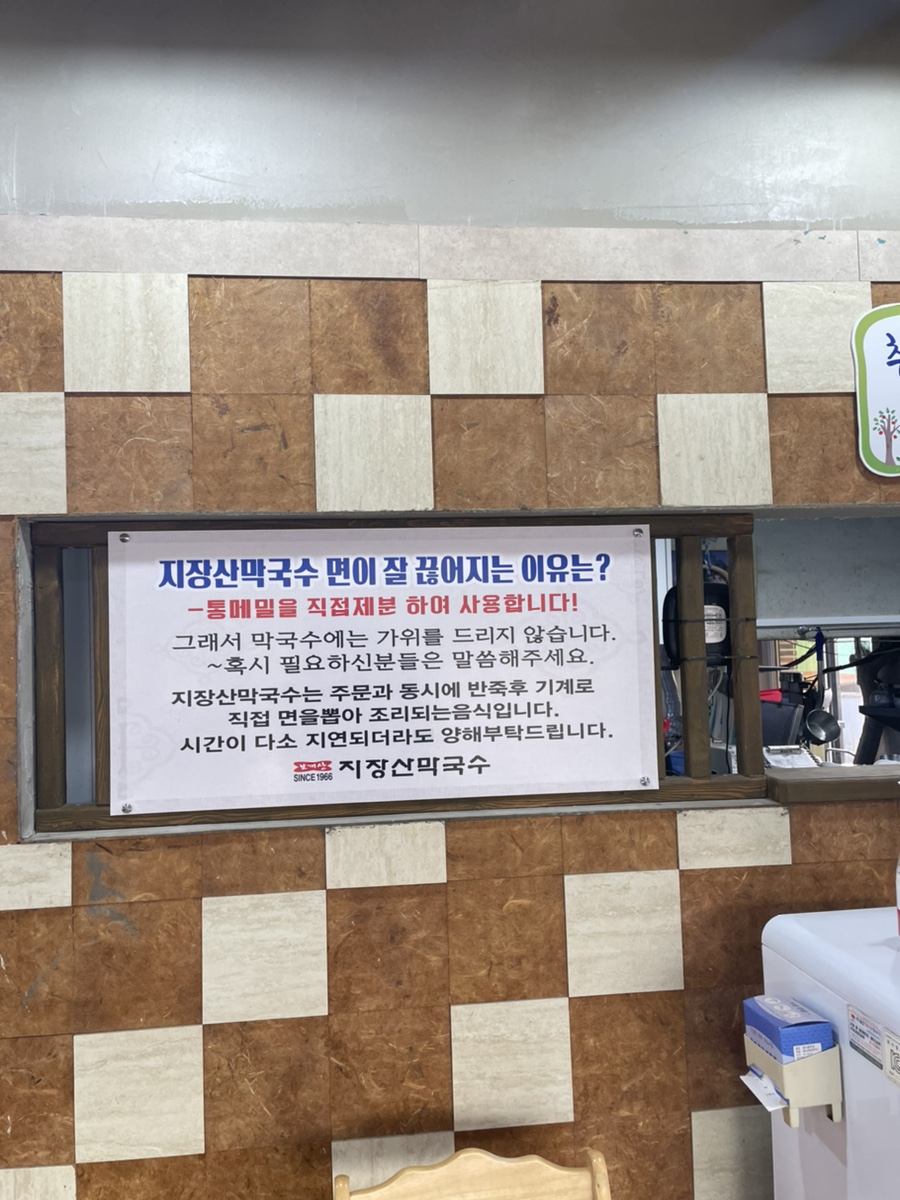 지장산막국수 면이 잘 끊어지는 이유는?
-통메밀을 직접제분 하여 사용합니다!
그래서 막국수에는 가위를 드리지 않습니다.
~혹시 필요하신분들은 말씀해주세요.
지장산막국수는 주문과 동시에 반죽후 기계로
직접 면을뽑아 조리되는음식입니다.
시간이 다소 지연되더라도 양해부탁드립니다.
SINCE 1966 지장산막국수